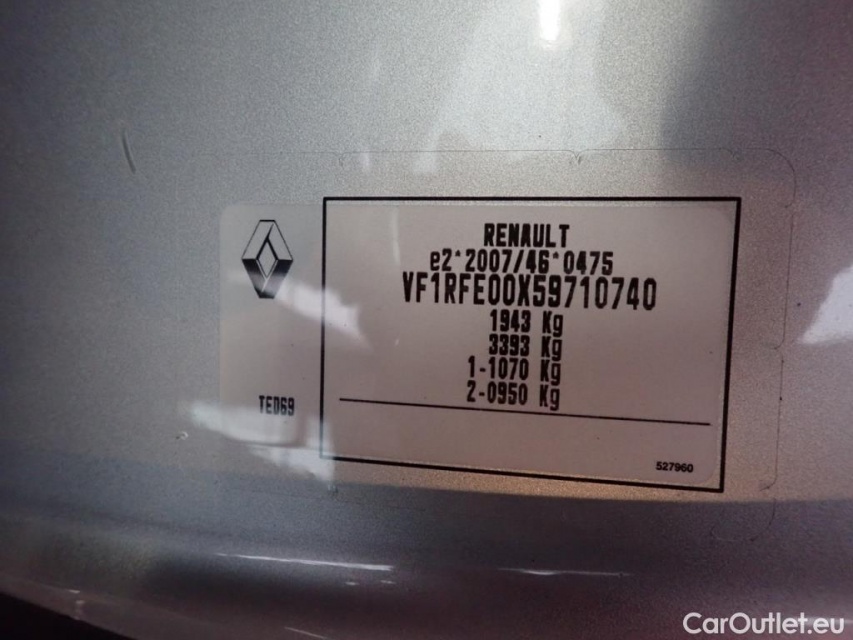 RENAULT
e2*2007/46*0475
VF1RFE00X59710740
1943 Kg
3393 Kg
1-1070 Kg
2-0950 Kg
TED69
527960
CarOutlet.eu